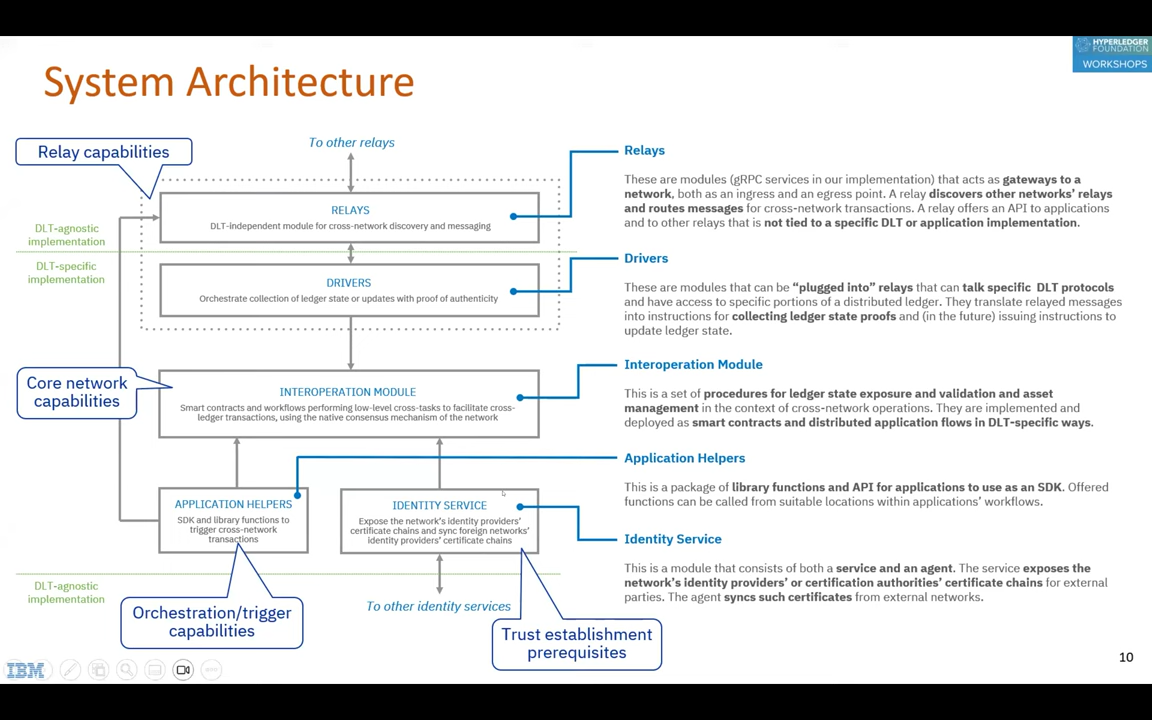 HYPERLEDGER
FOUNDATION
WORKSHOPS
System Architecture
Relay capabilities
To other relays
RELAYS
DLT-independent module for cross-network discovery and messaging
DLT-agnostic
implementation
DLT-specific
implementation
DRIVERS
Orchestrate collection of ledger state or updates with proof of authenticity
Core network
capabilities
INTEROPERATION MODULE
Smart contracts and workflows performing low-level cross-tasks to facilitate cross-
ledger transactions, using the native consensus mechanism of the network
APPLICATION HELPERS
SDK and library functions to
trigger cross-network
transactions
IDENTITY SERVICE
Expose the network's identity providers'
certificate chains and sync foreign networks'
identity providers' certificate chains
DLT-agnostic
implementation
Orchestration/trigger
capabilities
To other identity services
Trust establishment
prerequisites
Relays
These are modules (gRPC services in our implementation) that acts as gateways to a
network, both as an ingress and an egress point. A relay discovers other networks' relays
and routes messages for cross-network transactions. A relay offers an API to applications
and to other relays that is not tied to a specific DLT or application implementation.
Drivers
These are modules that can be “plugged into” relays that can talk specific DLT protocols
and have access to specific portions of a distributed ledger. They translate relayed messages
into instructions for collecting ledger state proofs and (in the future) issuing instructions to
update ledger state.
Interoperation Module
This is a set of procedures for ledger state exposure and validation and asset
management in the context of cross-network operations. They are implemented and
deployed as smart contracts and distributed application flows in DLT-specific ways.
Application Helpers
This is a package of library functions and API for applications to use as an SDK. Offered
functions can be called from suitable locations within applications' workflows.
Identity Service
This is a module that consists of both a service and an agent. The service exposes the
network's identity providers' or certification authorities' certificate chains for external
parties. The agent syncs such certificates from external networks.
IBM
10